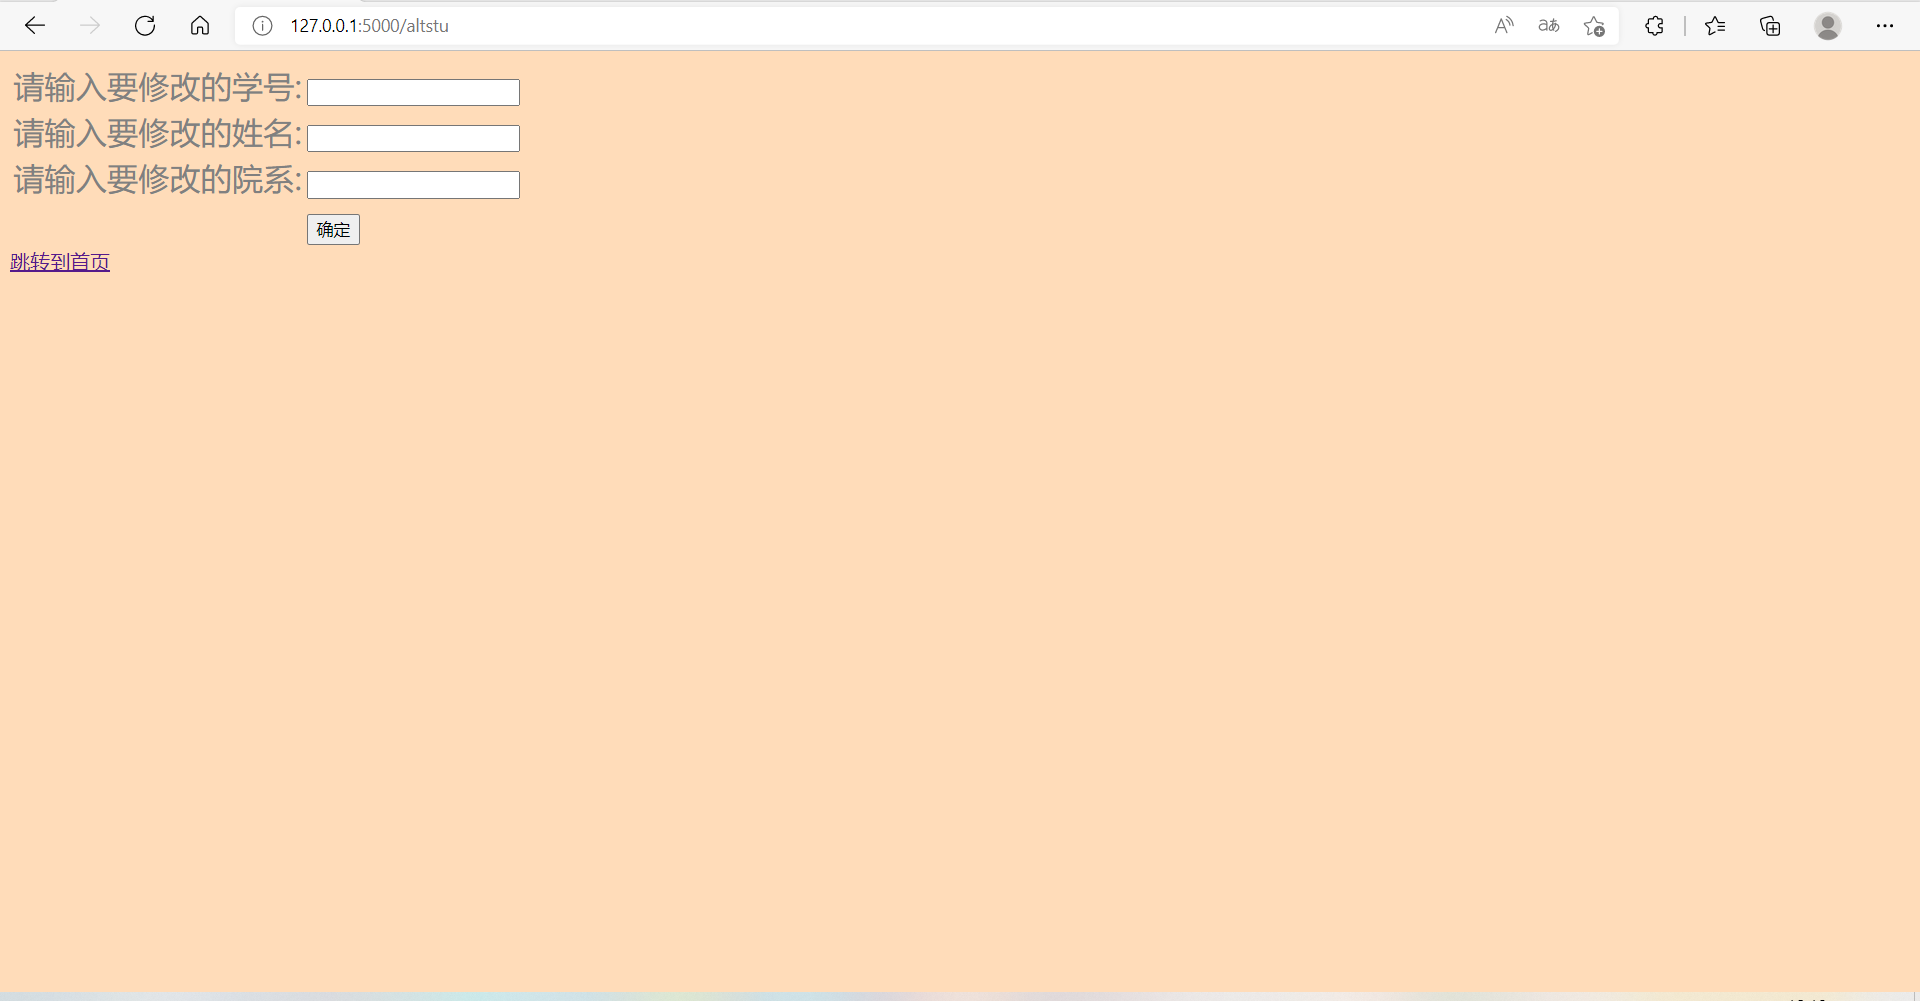 127.0.0.1:5000/altstu
请输入要修改的学号:
请输入要修改的姓名:
请输入要修改的院系:
确定
跳转到首页